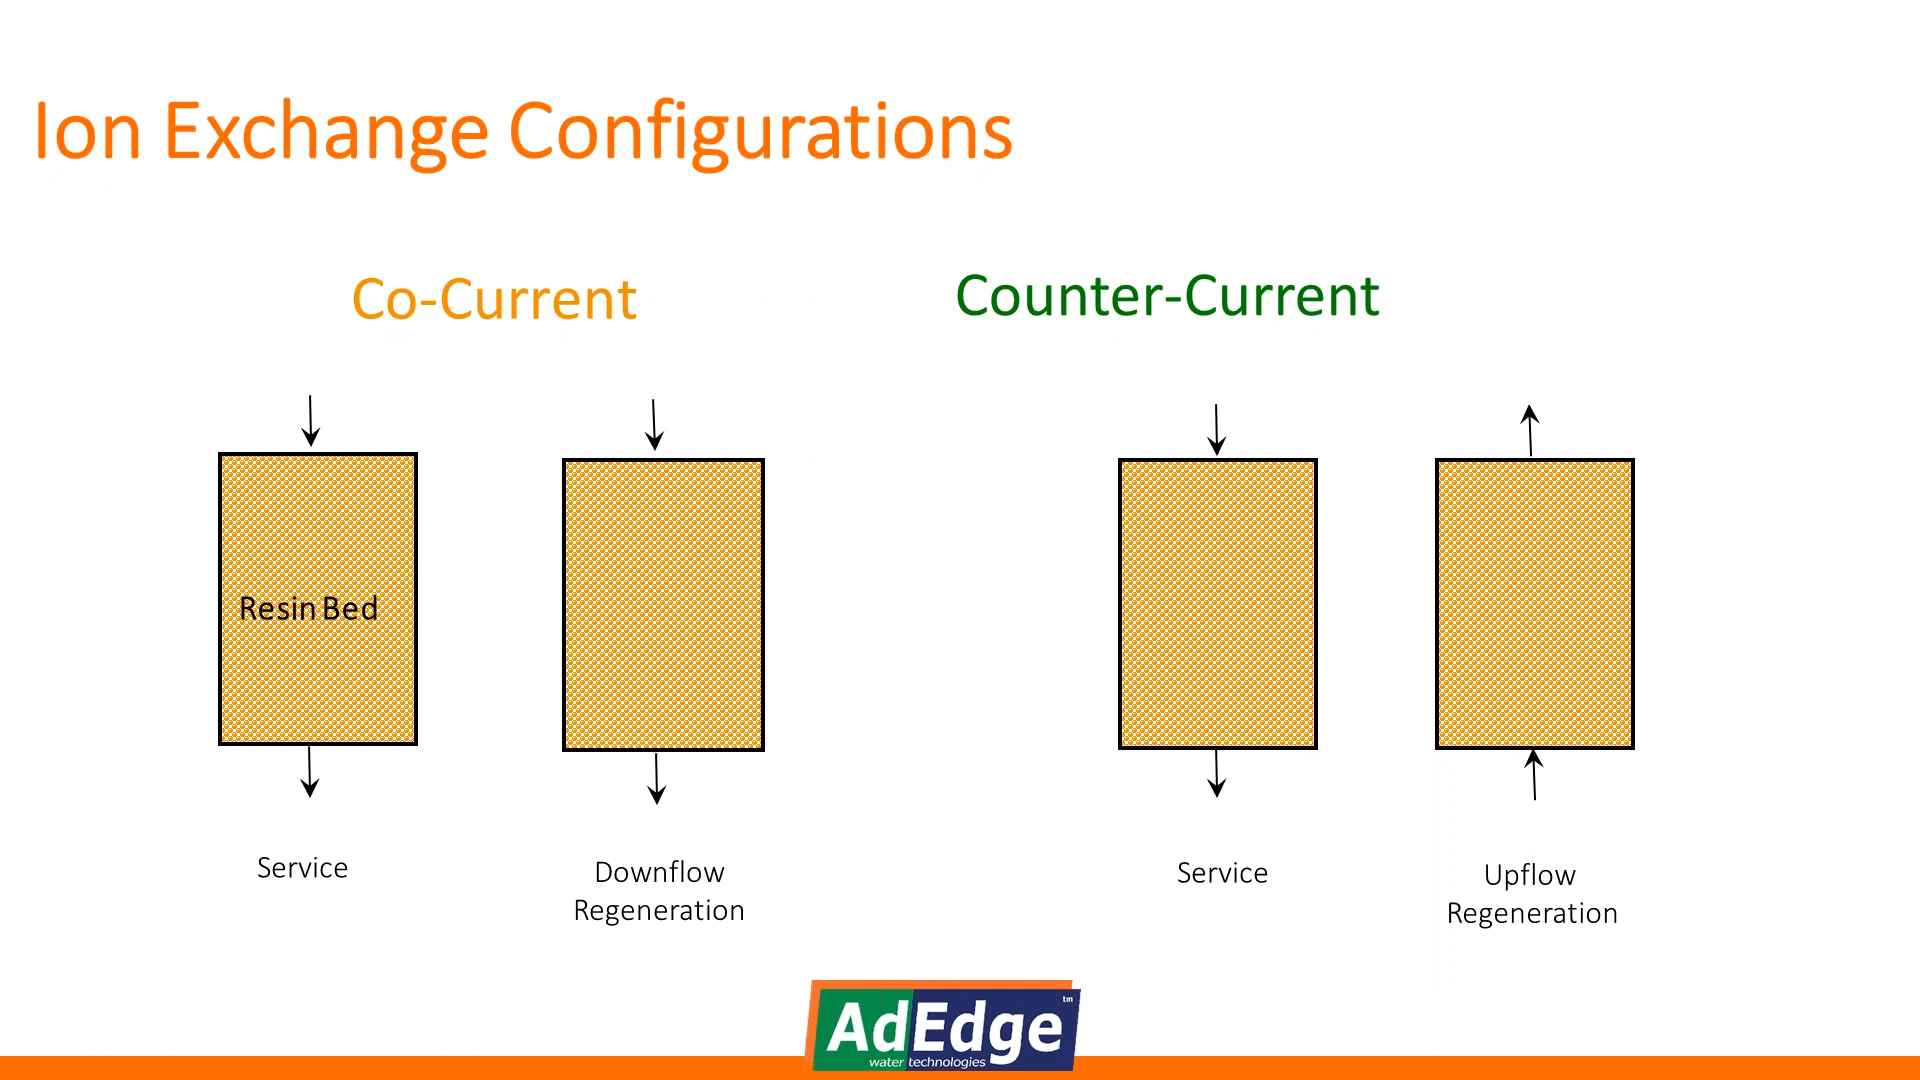 Ion Exchange Configurations
Co-Current
Counter-Current
Resin Bed
Service
Downflow
Regeneration
Service
Upflow
Regeneration
AdEdge tm
water technologies